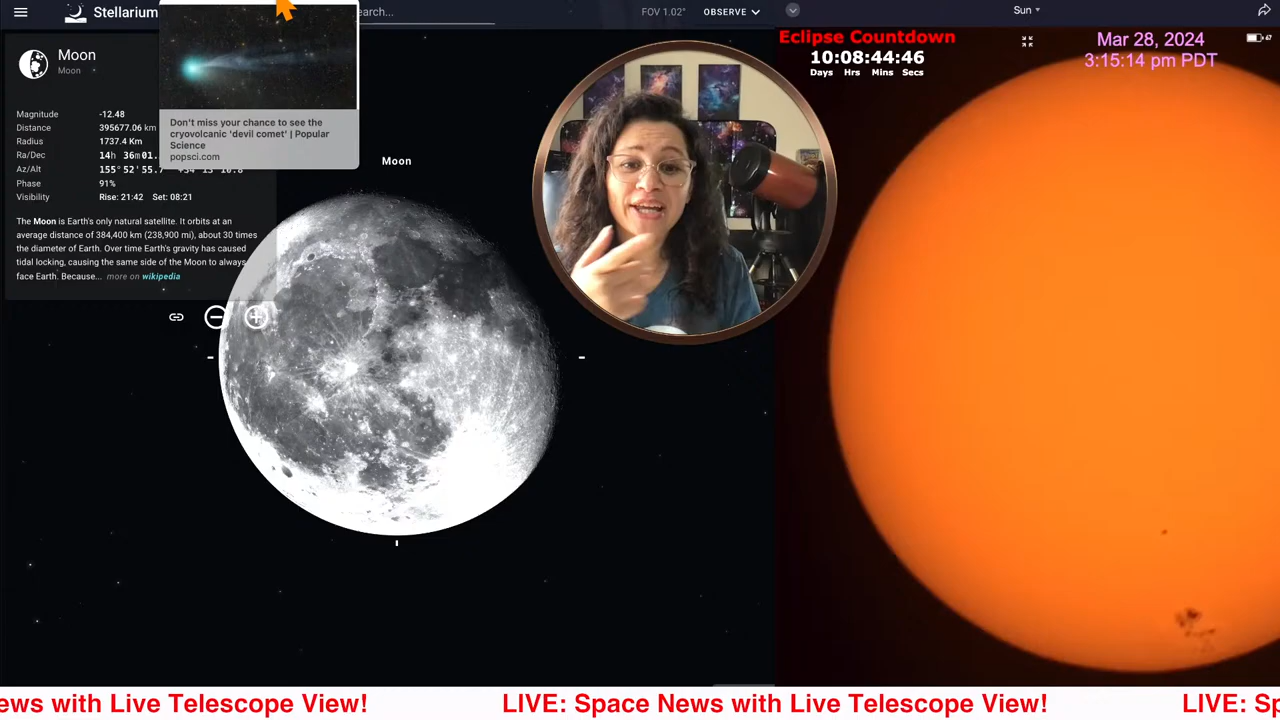 Stellarium
earch...
FOV 1.02°
OBSERVE
Sun
Moon
Moon
Magnitude -12.48
Distance 395677.06 km
Radius 1737.4 km
Ra/Dec 14h 36m01.
Az/Alt 155° 52'55.7
Phase 91%
Visibility Rise: 21:42 Set: 08:21
The Moon is Earth's only natural satellite. It orbits at an
average distance of 384,400 km (238,900 mi), about 30 times
the diameter of Earth. Over time Earth's gravity has caused
tidal locking, causing the same side of the Moon to always
face Earth. Because... more on wikipedia
Don't miss your chance to see the
cryovolcanic 'devil comet' | Popular
Science
popsci.com
Moon
Eclipse Countdown
10:08:44:46
Days Hrs Mins Secs
Mar 28, 2024
3:15:14 pm PDT
67
ews with Live Telescope View! LIVE: Space News with Live Telescope View! LIVE: Sp